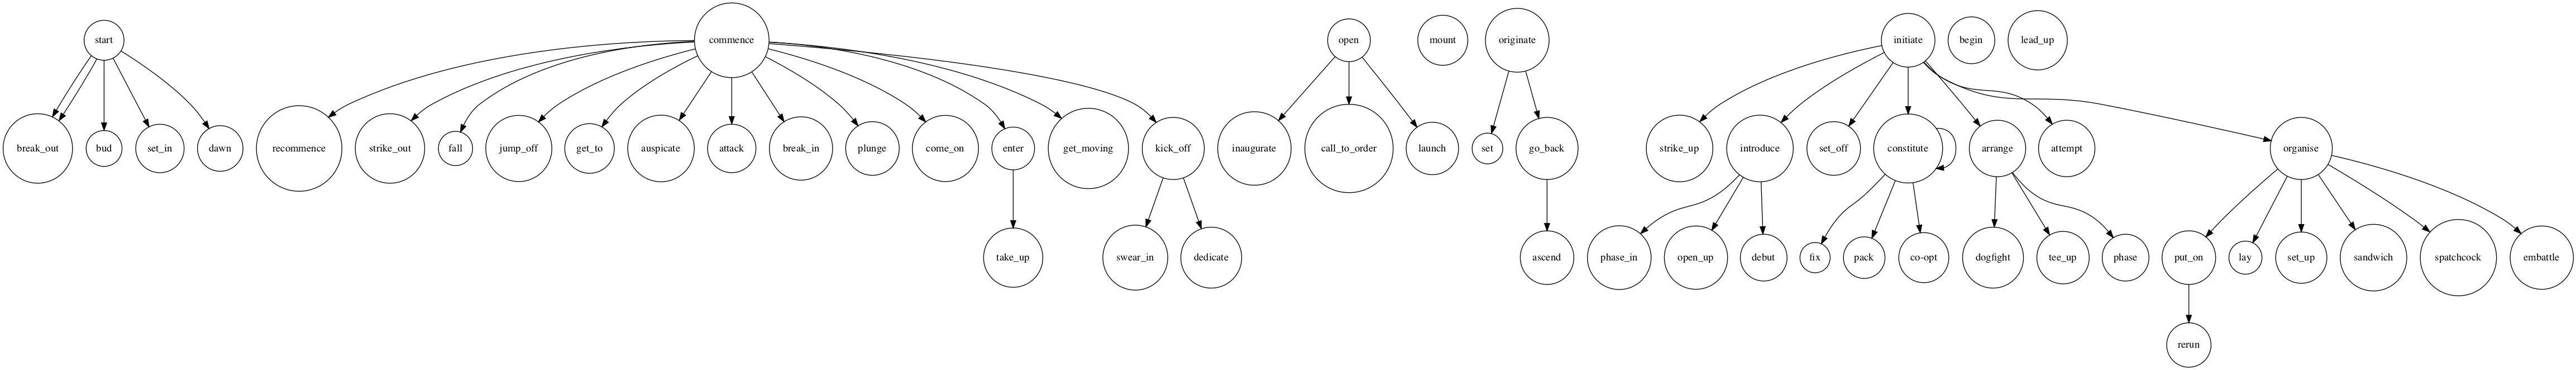 start
commence
open
mount
originate
initiate
begin
lead_up
break_out
bud
set_in
dawn
recommence
strike_out
fall
jump_off
get_to
auspicate
attack
break_in
plunge
come_on
enter
get_moving
kick_off
inaugurate
call_to_order
launch
set
go_back
strike_up
introduce
set_off
constitute
arrange
attempt
organise
take_up
swear_in
dedicate
ascend
phase_in
open_up
debut
fix
pack
co-opt
dogfight
tee_up
phase
put_on
lay
set_up
sandwich
spatchcock
embattle
rerun